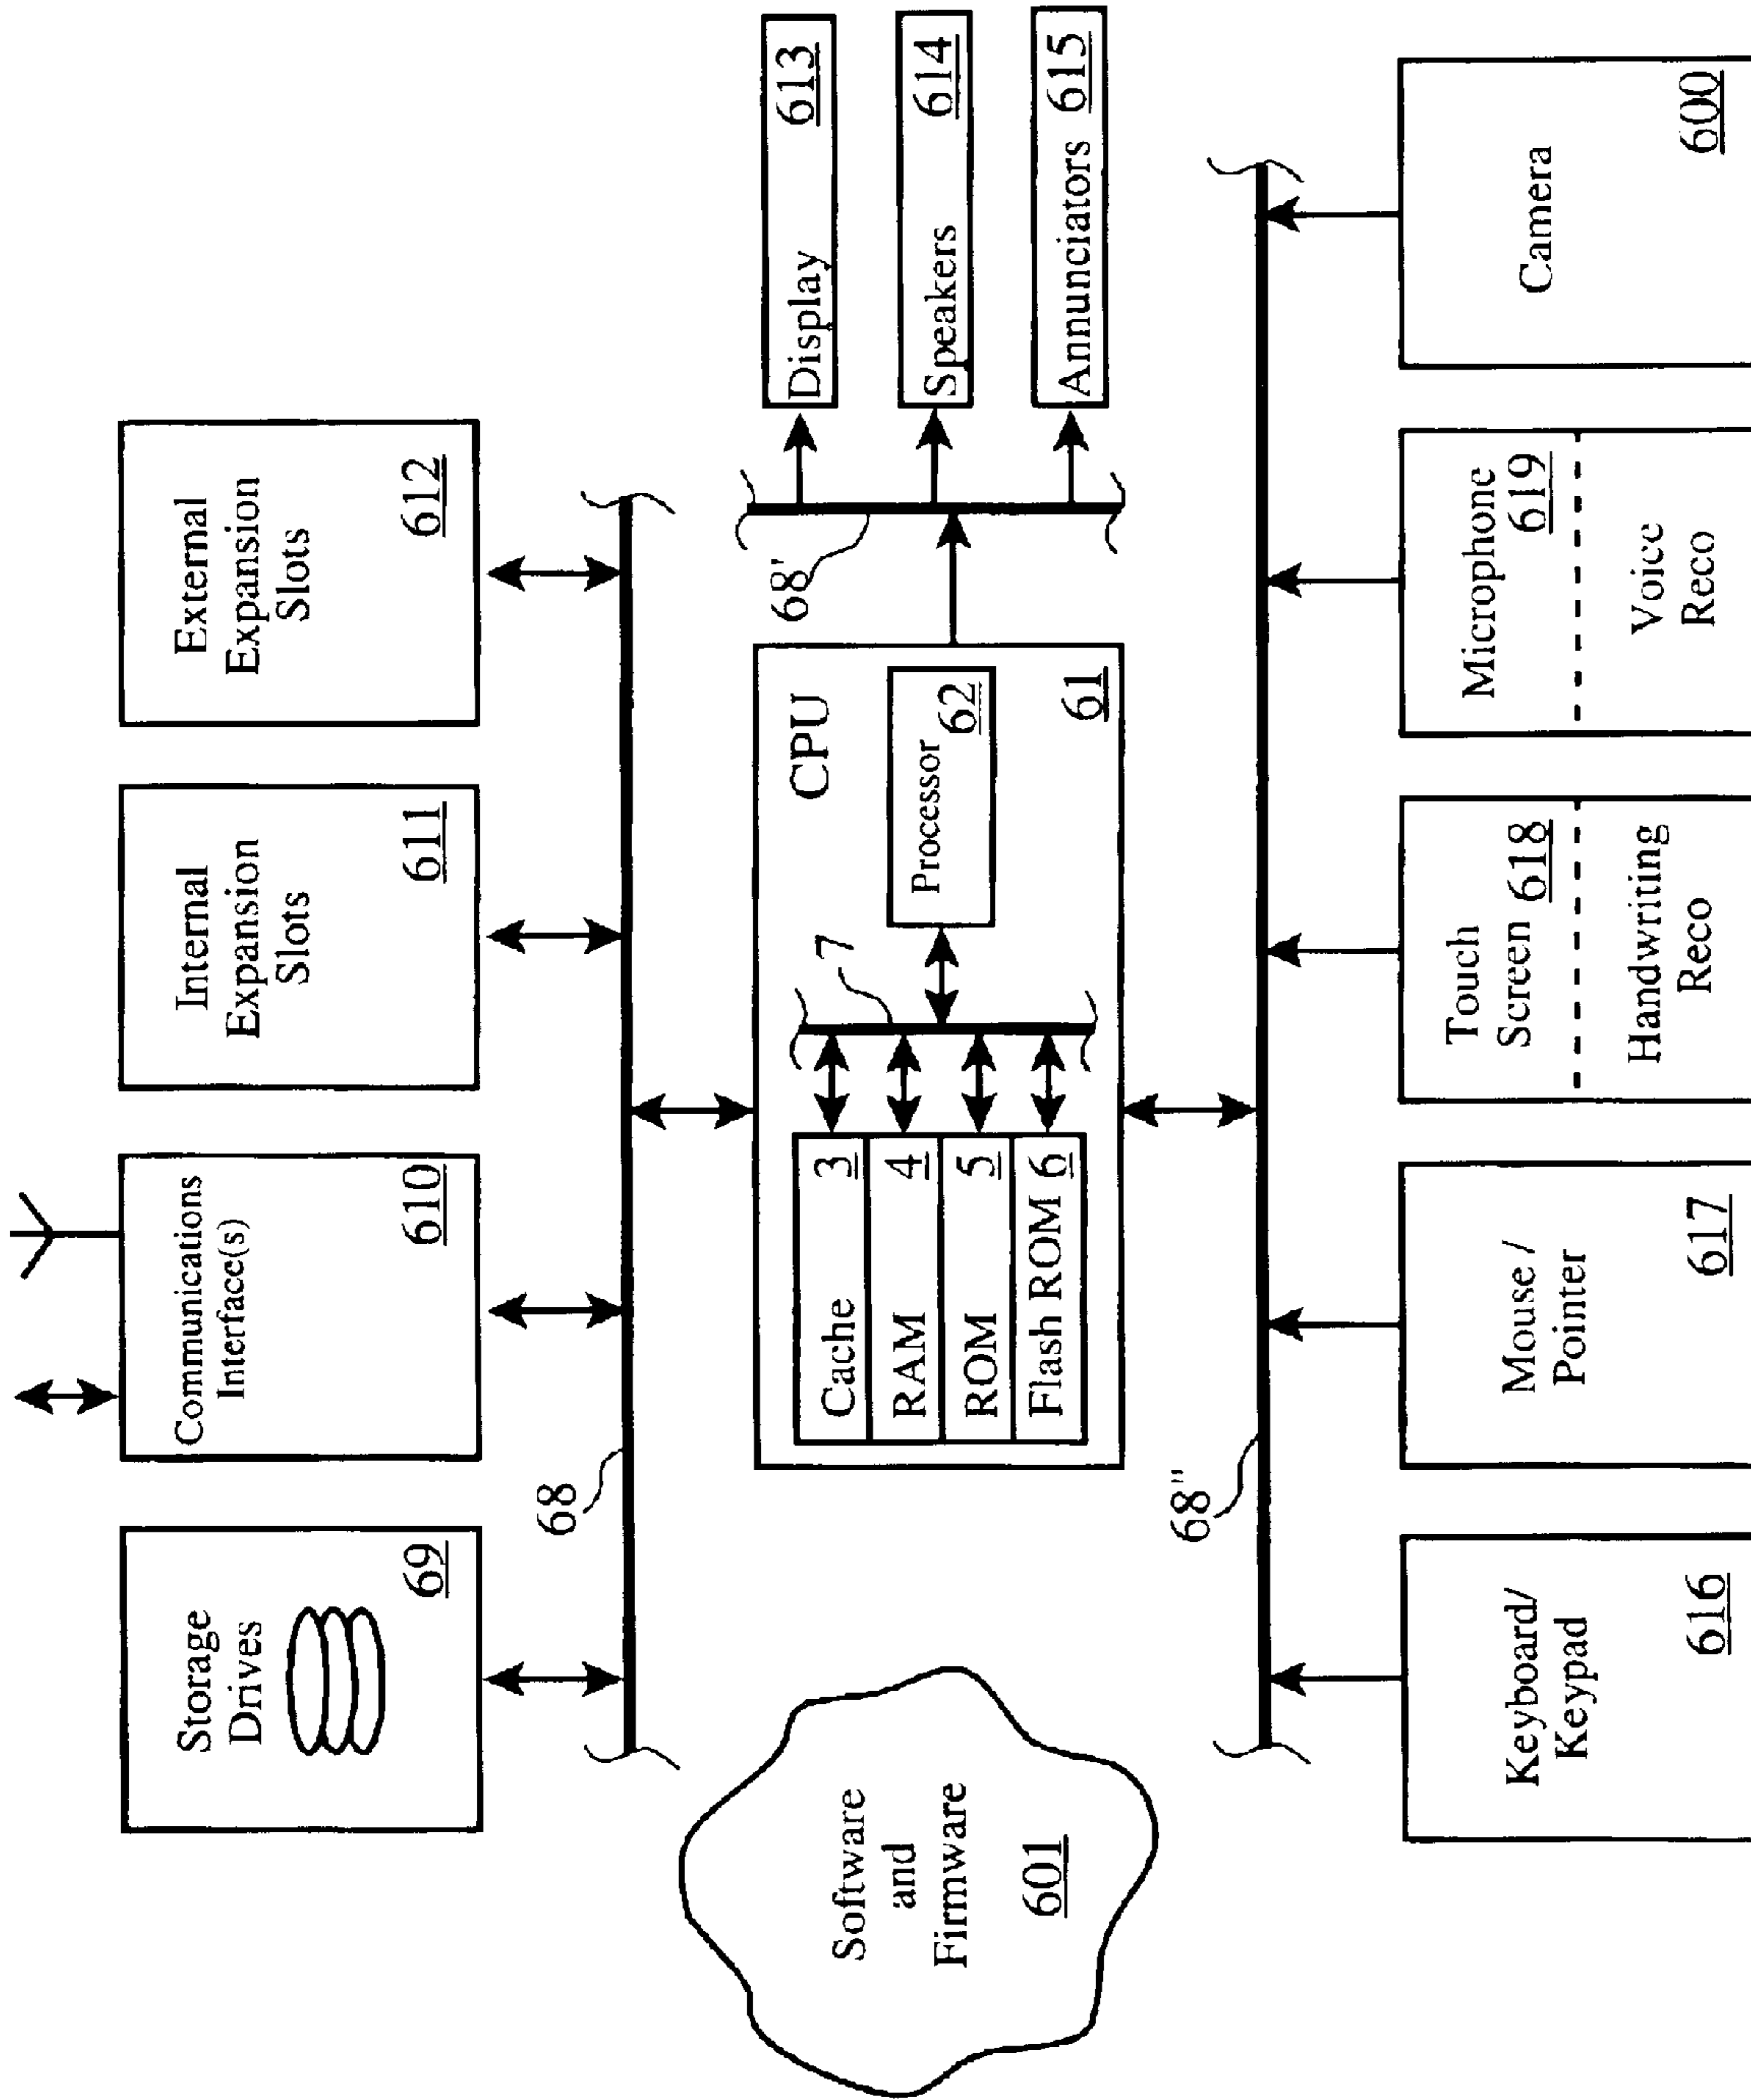 Storage
Drives
69
Communications
Interface(s)
610
Internal
Expansion
Slots
611
External
Expansion
Slots
612
68
Software
and
Firmware
601
CPU
Cache 3
RAM 4
ROM 5
Flash ROM 6
7
Processor
62
61
68'
Display 613
Speakers 614
Annunciators 615
68"
Keyboard/
Keypad
616
Mouse /
Pointer
617
Touch
Screen 618
Handwriting
Reco
Microphone
619
Voice
Reco
Camera
600